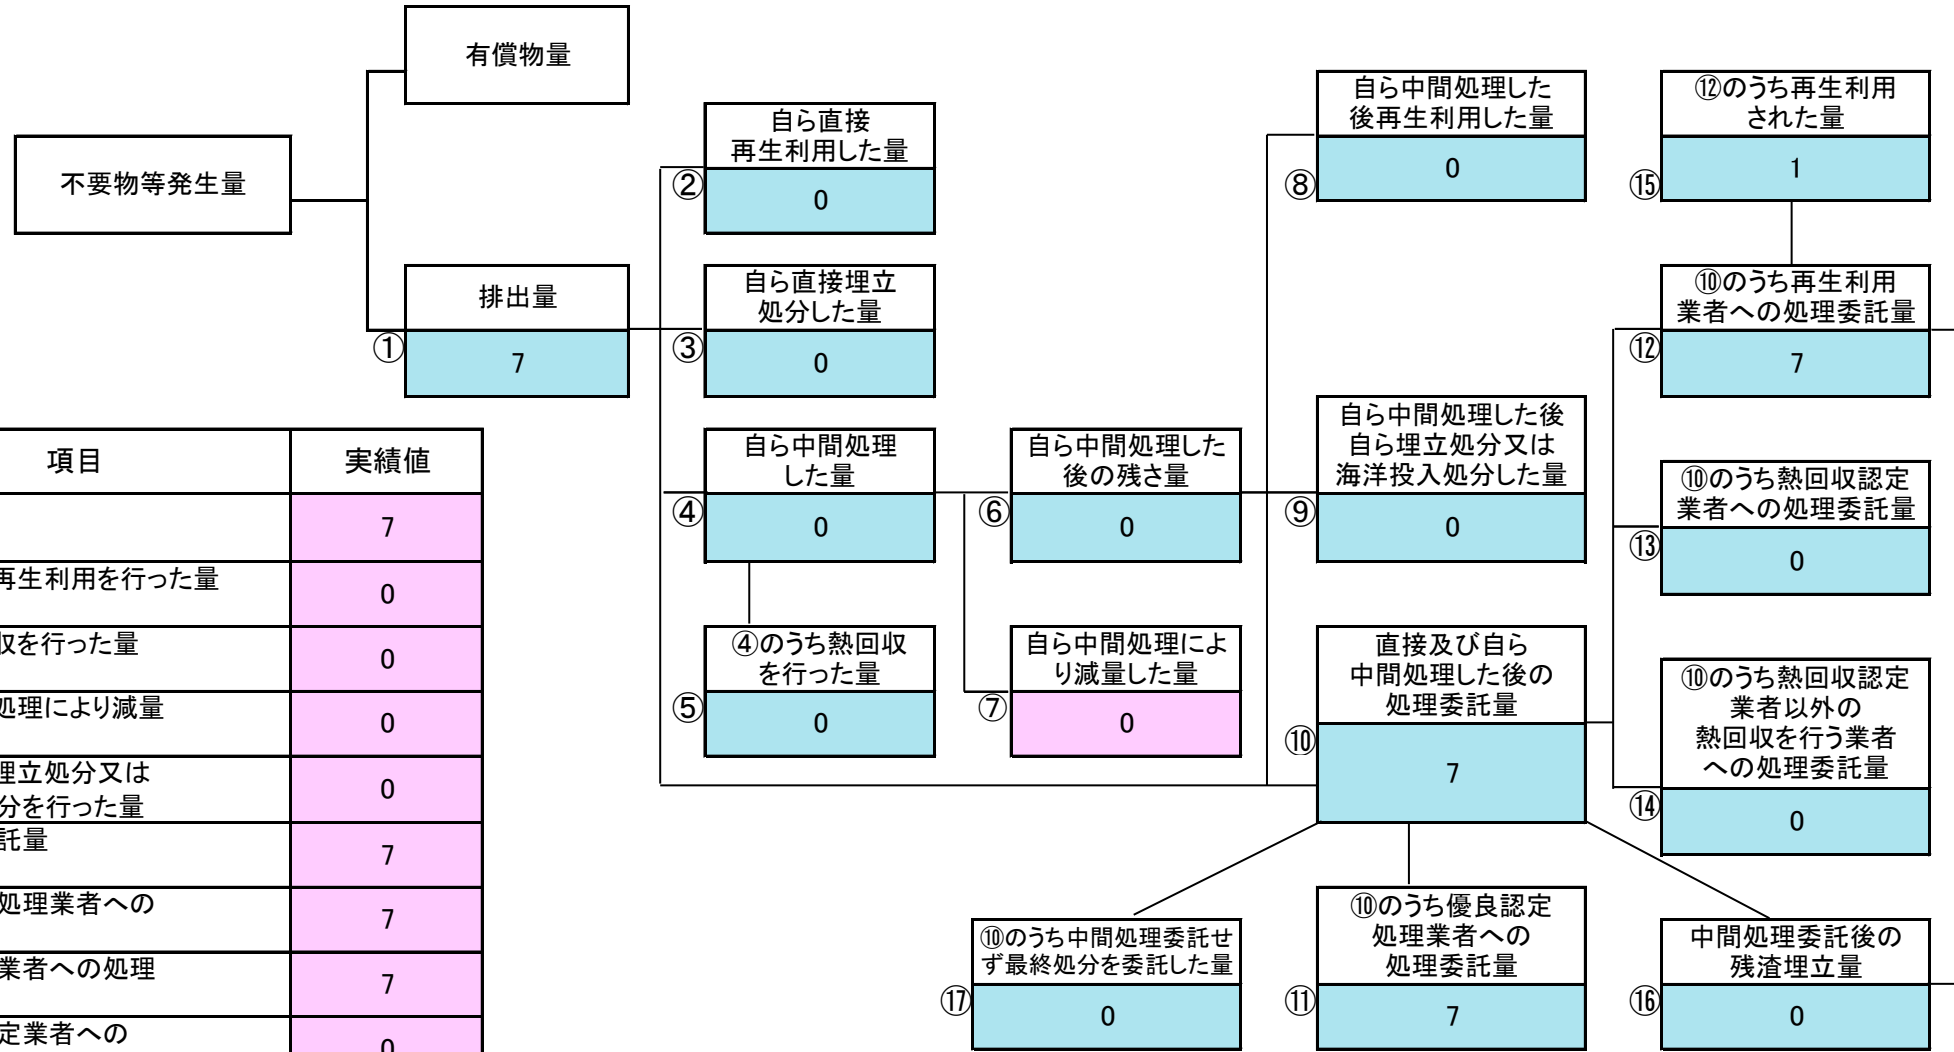 有償物量
不要物等発生量
自ら直接
再生利用した量
②
0
自ら中間処理した
後再生利用した量
⑧
0
⑫のうち再生利用
された量
⑮
1
排出量
①
7
自ら直接埋立
処分した量
③
0
⑩のうち再生利用
業者への処理委託量
⑫
7
自ら中間処理
した量
④
0
自ら中間処理した
後の残さ量
⑥
0
自ら中間処理した後
自ら埋立処分又は
海洋投入処分した量
⑨
0
⑩のうち熱回収認定
業者への処理委託量
⑬
0
④のうち熱回収
を行った量
⑤
0
自ら中間処理によ
り減量した量
⑦
0
直接及び自ら
中間処理した後の
処理委託量
⑩
7
⑩のうち熱回収認定
業者以外の
熱回収を行う業者
への処理委託量
⑭
0
⑩のうち中間処理委託せ
ず最終処分を委託した量
⑰
0
⑩のうち優良認定
処理業者への
処理委託量
⑪
7
中間処理委託後の
残渣埋立量
⑯
0
項目 実績値
7
再生利用を行った量 0
収を行った量 0
処理により減量 0
埋立処分又は
分を行った量 0
託量 7
処理業者への 7
業者への処理 7
定業者への 0